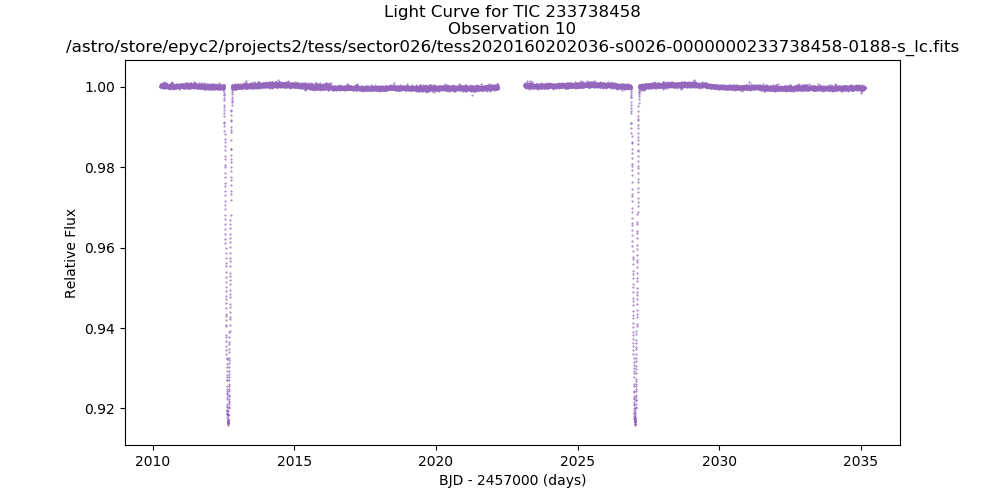 Light Curve for TIC 233738458
Observation 10
/astro/store/epyc2/projects2/tess/sector026/tess2020160202036-s0026-0000000233738458-0188-s_lc.fits
1.00
0.98
0.96
0.94
0.92
Relative Flux
2010
2015
2020
2025
2030
2035
BJD - 2457000 (days)